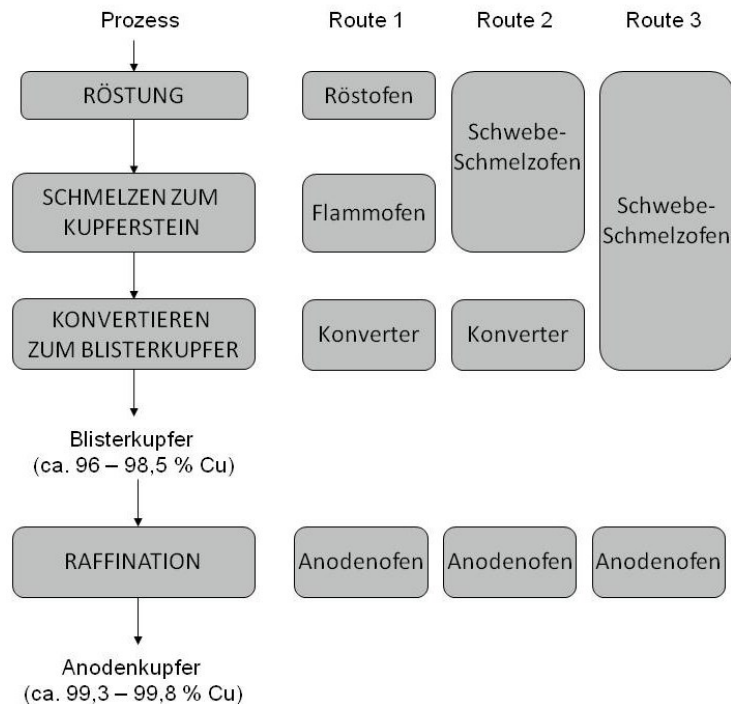 Prozess
Route 1
Route 2
Route 3
RÖSTUNG
Röstofen
Schwebe-
Schmelzofen
Schwebe-
Schmelzofen
SCHMELZEN ZUM
KUPFERSTEIN
Flammofen
KONVERTIEREN
ZUM BLISTERKUPFER
Konverter
Konverter
Blisterkupfer
(ca. 96 – 98,5 % Cu)
RAFFINATION
Anodenofen
Anodenofen
Anodenofen
Anodenkupfer
(ca. 99,3 – 99,8 % Cu)